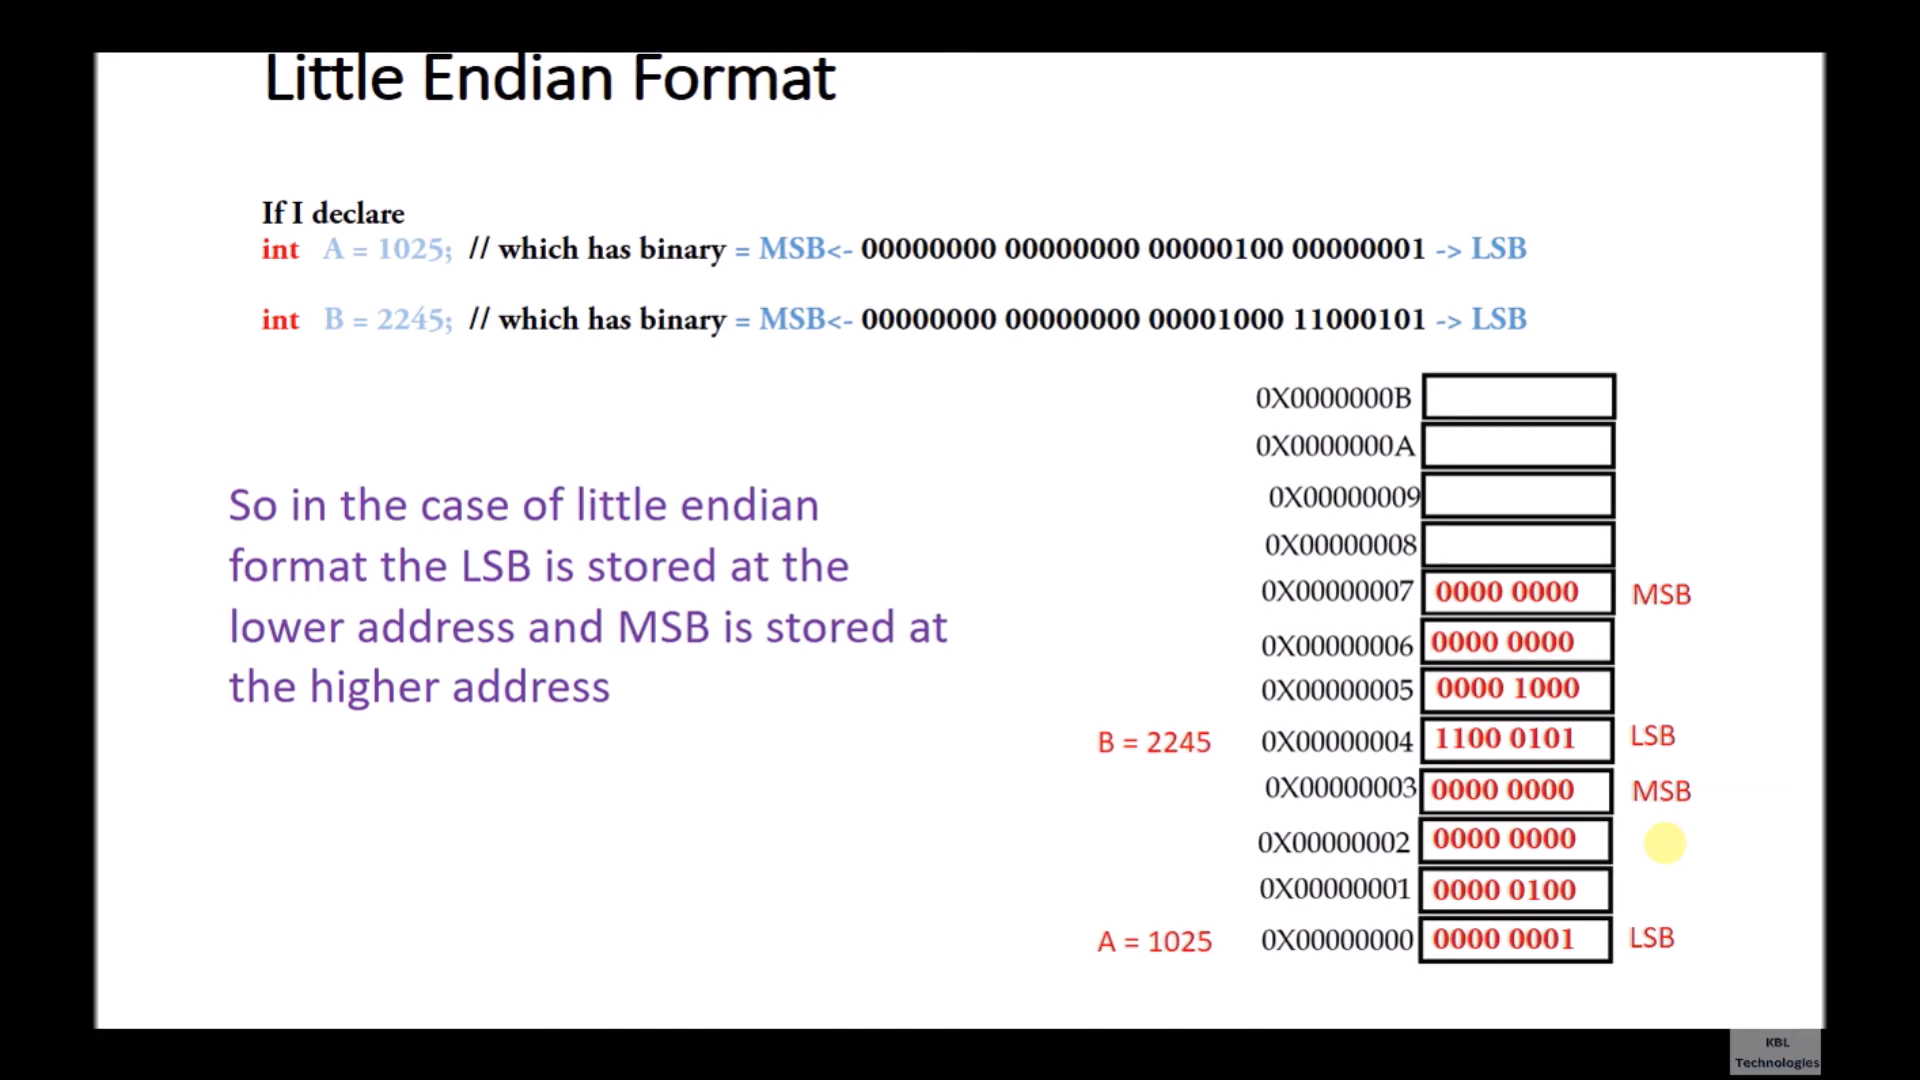 Little Endian Format
If I declare
int A = 1025; // which has binary = MSB<- 00000000 00000000 00000100 00000001 -> LSB
int B = 2245; // which has binary = MSB<- 00000000 00000000 00001000 11000101 -> LSB
So in the case of little endian
format the LSB is stored at the
lower address and MSB is stored at
the higher address
0X0000000B
0X0000000A
0X00000009
0X00000008
0X00000007 0000 0000 MSB
0X00000006 0000 0000
0X00000005 0000 1000
B = 2245 0X00000004 1100 0101 LSB
0X00000003 0000 0000 MSB
0X00000002 0000 0000
0X00000001 0000 0100
A = 1025 0X00000000 0000 0001 LSB
KBL
Technologies